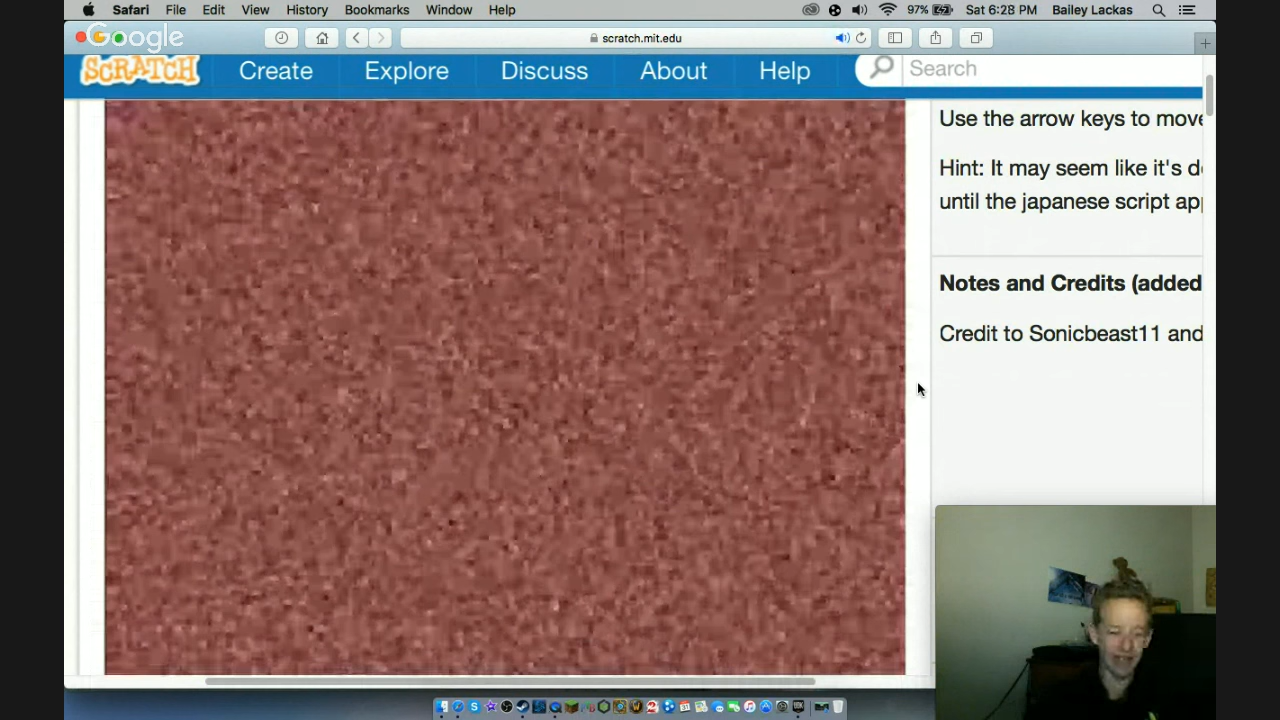 Safari File Edit View History Bookmarks Window Help 97% Sat 6:28 PM Bailey Lackas
Google
scratch.mit.edu
SCRATCH Create Explore Discuss About Help Search
Use the arrow keys to move
Hint: It may seem like it's d
until the japanese script ap
Notes and Credits (added
Credit to Sonicbeast11 and